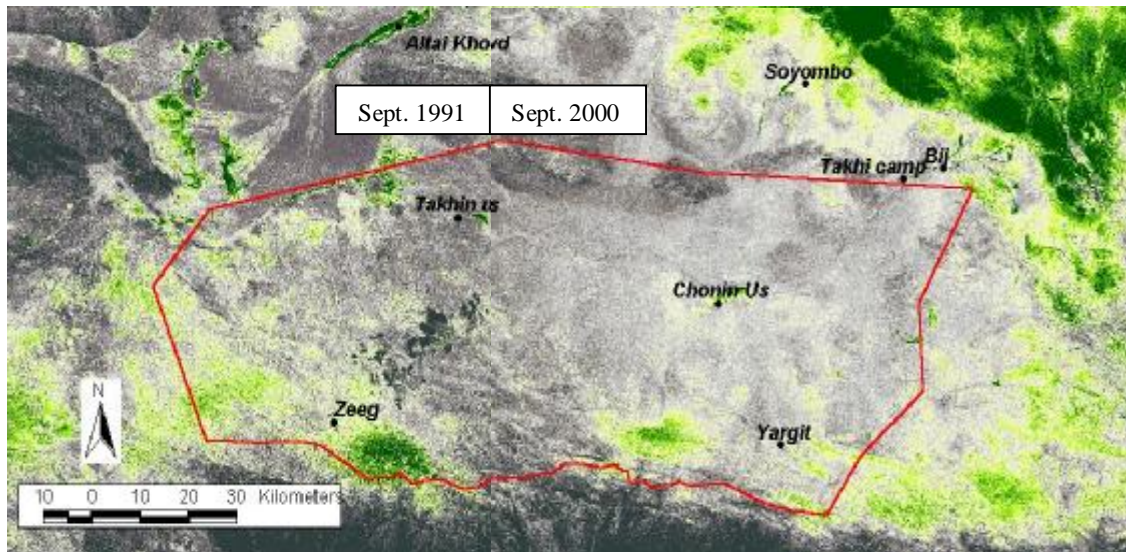 Altai Khord
Soyombo
Sept. 1991
Sept. 2000
Bij
Takhi camp
Takhin us
Chonin Us
N
Zeeg
Yargit
10 0 10 20 30 Kilometers